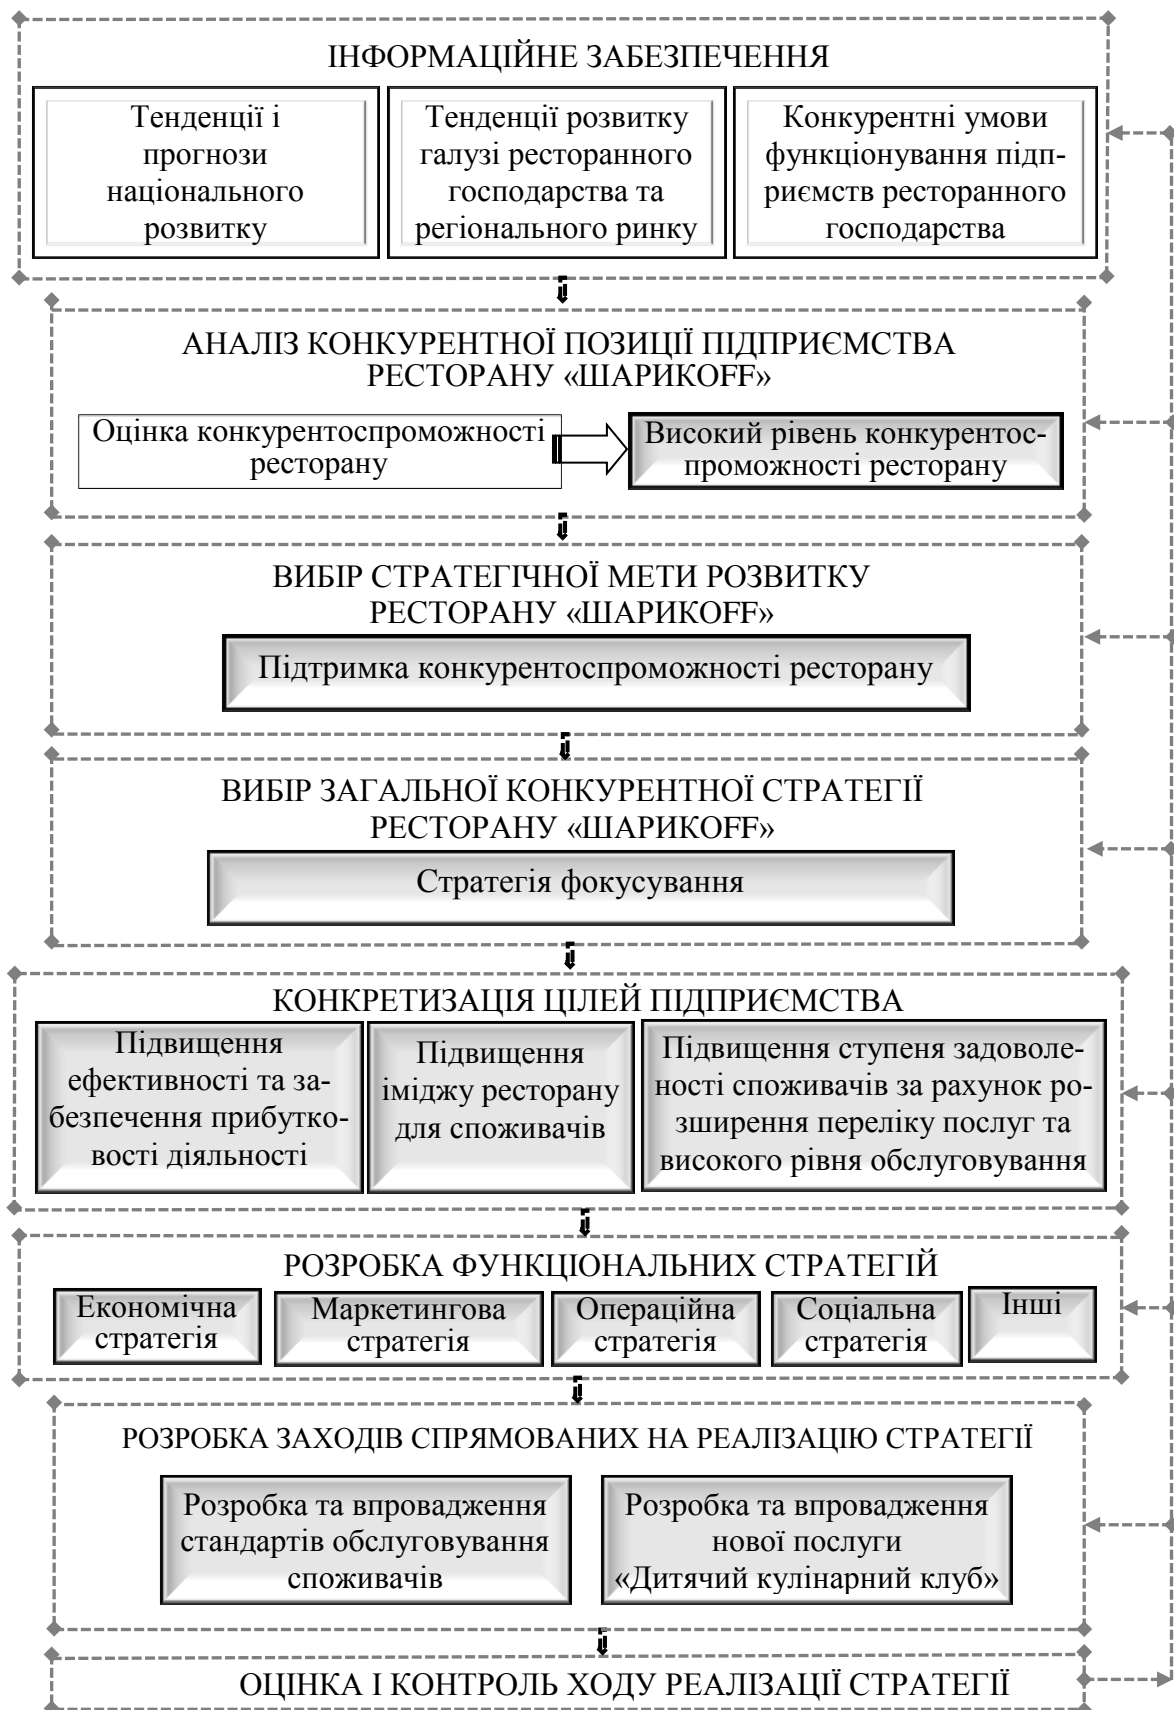 ІНФОРМАЦІЙНЕ ЗАБЕЗПЕЧЕННЯ
Тенденції і
прогнози
національного
розвитку
Тенденції розвитку
галузі ресторанного
господарства та
регіонального ринку
Конкурентні умови
функціонування підп-
риємств ресторанного
господарства
АНАЛІЗ КОНКУРЕНТНОЇ ПОЗИЦІЇ ПІДПРИЄМСТВА
РЕСТОРАНУ «ШАРИКОFF»
Оцінка конкурентоспроможності
ресторану
Високий рівень конкурентос-
проможності ресторану
ВИБІР СТРАТЕГІЧНОЇ МЕТИ РОЗВИТКУ
РЕСТОРАНУ «ШАРИКОFF»
Підтримка конкурентоспроможності ресторану
ВИБІР ЗАГАЛЬНОЇ КОНКУРЕНТНОЇ СТРАТЕГІЇ
РЕСТОРАНУ «ШАРИКОFF»
Стратегія фокусування
КОНКРЕТИЗАЦІЯ ЦІЛЕЙ ПІДПРИЄМСТВА
Підвищення
ефективності та за-
безпечення прибутко-
вості діяльності
Підвищення
іміджу ресторану
для споживачів
Підвищення ступеня задоволе-
ності споживачів за рахунок ро-
зширення переліку послуг та
високого рівня обслуговування
РОЗРОБКА ФУНКЦІОНАЛЬНИХ СТРАТЕГІЙ
Економічна
стратегія
Маркетингова
стратегія
Операційна
стратегія
Соціальна
стратегія
Інші
РОЗРОБКА ЗАХОДІВ СПРЯМОВАНИХ НА РЕАЛІЗАЦІЮ СТРАТЕГІЇ
Розробка та впровадження
стандартів обслуговування
споживачів
Розробка та впровадження
нової послуги
«Дитячий кулінарний клуб»
ОЦІНКА І КОНТРОЛЬ ХОДУ РЕАЛІЗАЦІЇ СТРАТЕГІЇ